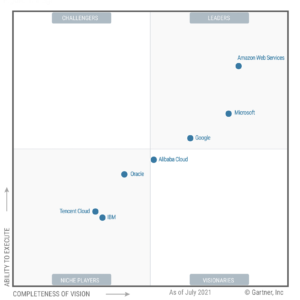 CHALLENGERS
LEADERS
Amazon Web Services
Microsoft
Google
Alibaba Cloud
Oracle
Tencent Cloud
IBM
NICHE PLAYERS
VISIONARIES
ABILITY TO EXECUTE
COMPLETENESS OF VISION
As of July 2021
© Gartner, Inc